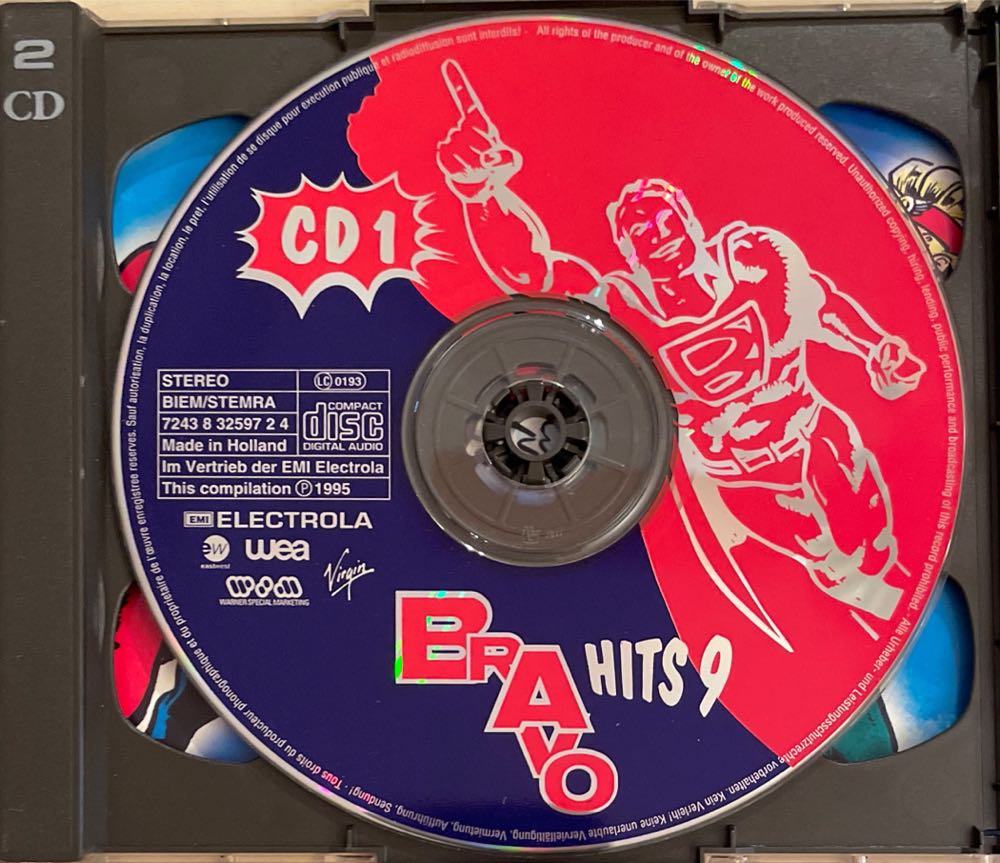 2
CD
CD 1
STEREO
LC 0193
BIEM/STEMRA
7243 8 32597 2 4
COMPACT
disc
DIGITAL AUDIO
Made in Holland
Im Vertrieb der EMI Electrola
This compilation ℗ 1995
EMI ELECTROLA
ew
eastwest
wea
wsm
WARNER SPECIAL MARKETING
Virgin
BRAVO
HITS 9
B
All rights of the producer and of the owner of the work produced reserved. Unauthorized copying, hiring, lending, public performance and broadcasting of this record prohibited. - Alle Urheber- und Leistungsschutzrechte vorbehalten. Kein Verleih! Keine unerlaubte Vervielfältigung, Vermietung, Aufführung, Sendung! - Tous droits du producteur phonographique et du propriétaire de l'œuvre enregistree reserves. Sauf autorisation, la duplication, la location, le pret, l'utilisation de se disque pour execution publique et radiodiffusion sont interdits! -